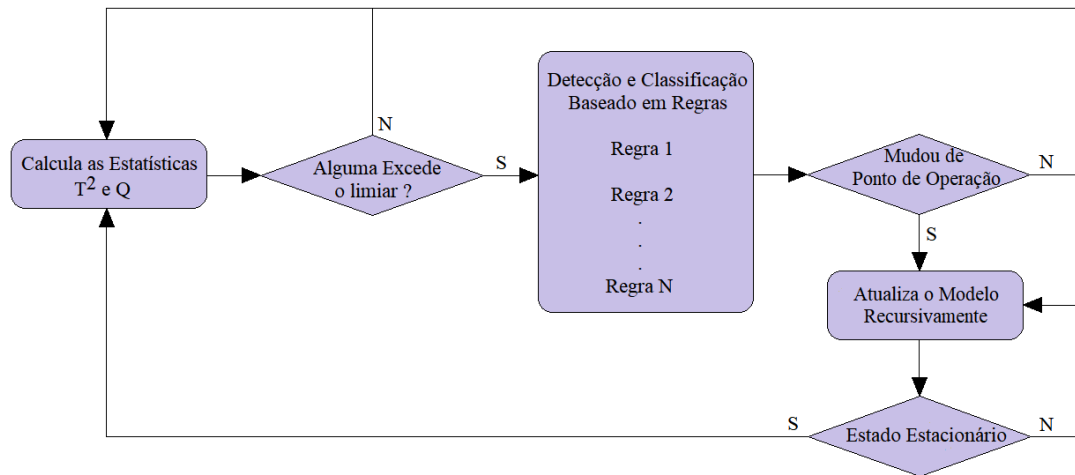 Calcula as Estatísticas
T² e Q
N
Alguma Excede
o limiar ?
S
Detecção e Classificação
Baseado em Regras
Regra 1
Regra 2
.
.
.
Regra N
Mudou de
Ponto de Operação
N
S
Atualiza o Modelo
Recursivamente
Estado Estacionário
S
N